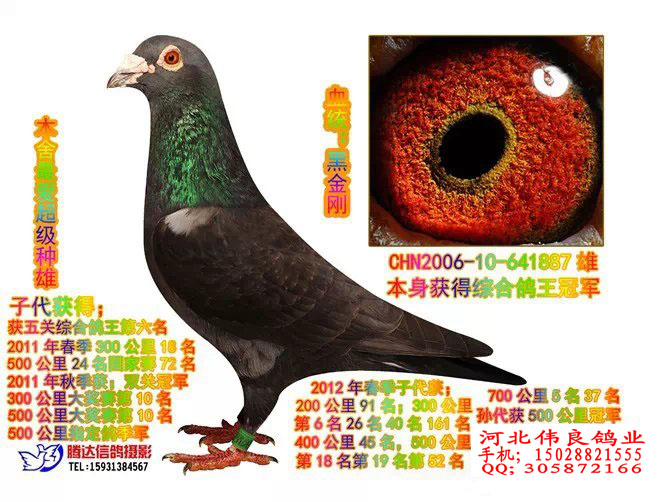 木舍最爱超级种雄
血统：黑金刚
CHN2006-10-641887 雄
本身获得综合鸽王冠军
子代获得；
获五关综合鸽王第六名
2011年春季 300公里 18名
500公里 24名国家赛 72名
2011年秋季获；双关冠军
300公里大奖赛第 10名
500公里大奖赛第 10名
500公里指定的季军
2012年春季子代获；
200公里 91名；300公里
第6名 26名 40名 161名
400公里 45名，500公里
第18名第19名第52名
700公里 5名 37名
孙代获 500公里冠军
腾达信鸽摄影
TEL:15931384567
河北伟良鸽业
手机；15028821555
QQ；305872166